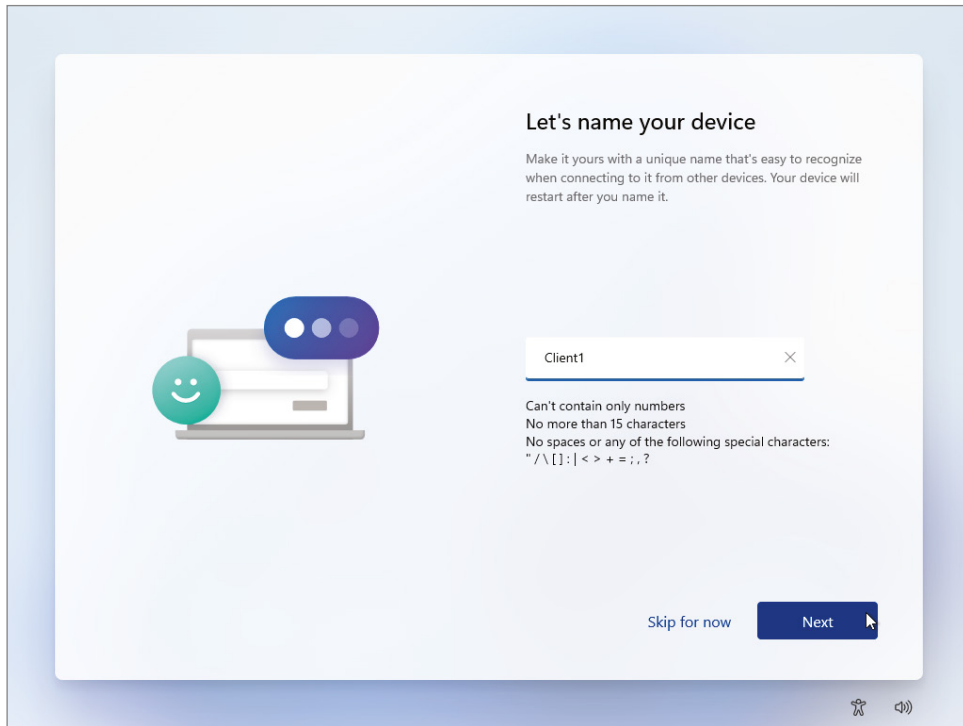 Let's name your device
Make it yours with a unique name that's easy to recognize
when connecting to it from other devices. Your device will
restart after you name it.
Client1
Can't contain only numbers
No more than 15 characters
No spaces or any of the following special characters:
" / \ [ ] : | < > + = ; , ?
Skip for now
Next